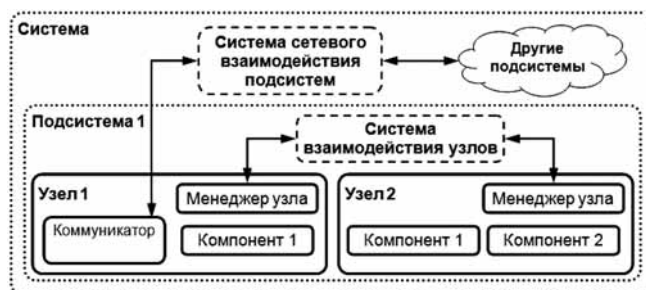 Система
Система сетевого
взаимодействия
подсистем
Другие
подсистемы
Подсистема 1
Система
взаимодействия узлов
Узел 1
Менеджер узла
Коммуникатор
Компонент 1
Узел 2
Менеджер узла
Компонент 1
Компонент 2